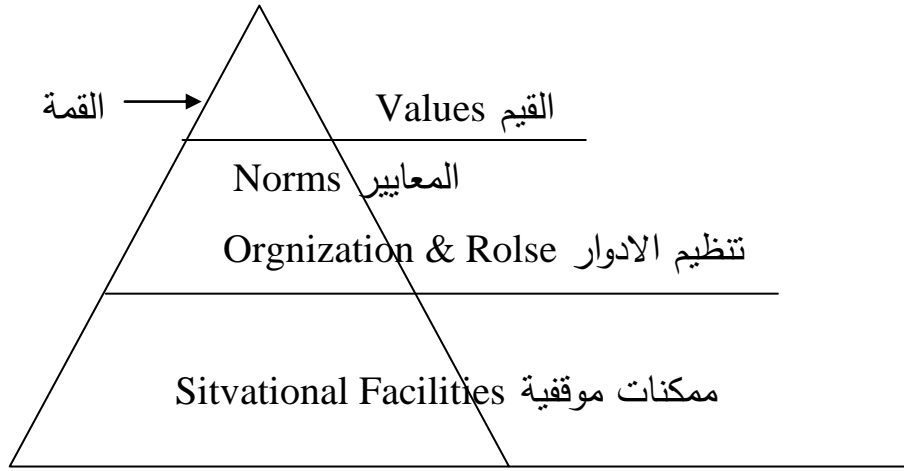 القمة
القيم Values
المعايير Norms
تنظيم الادوار Orgnization & Rolse
ممكنات موقفية Sitvational Facilities